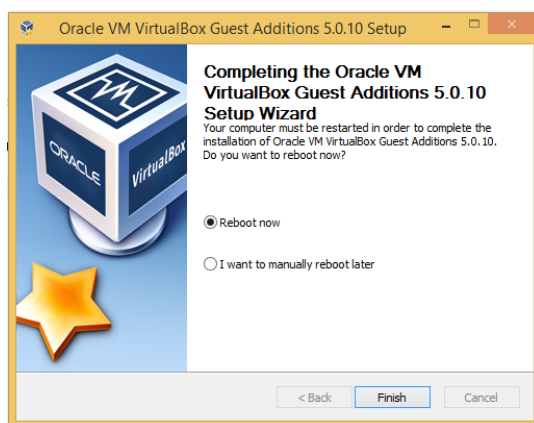 Oracle VM VirtualBox Guest Additions 5.0.10 Setup
Completing the Oracle VM
VirtualBox Guest Additions 5.0.10
Setup Wizard
Your computer must be restarted in order to complete the
installation of Oracle VM VirtualBox Guest Additions 5.0.10.
Do you want to reboot now?
ORACLE
VirtualBox
Reboot now
I want to manually reboot later
< Back
Finish
Cancel